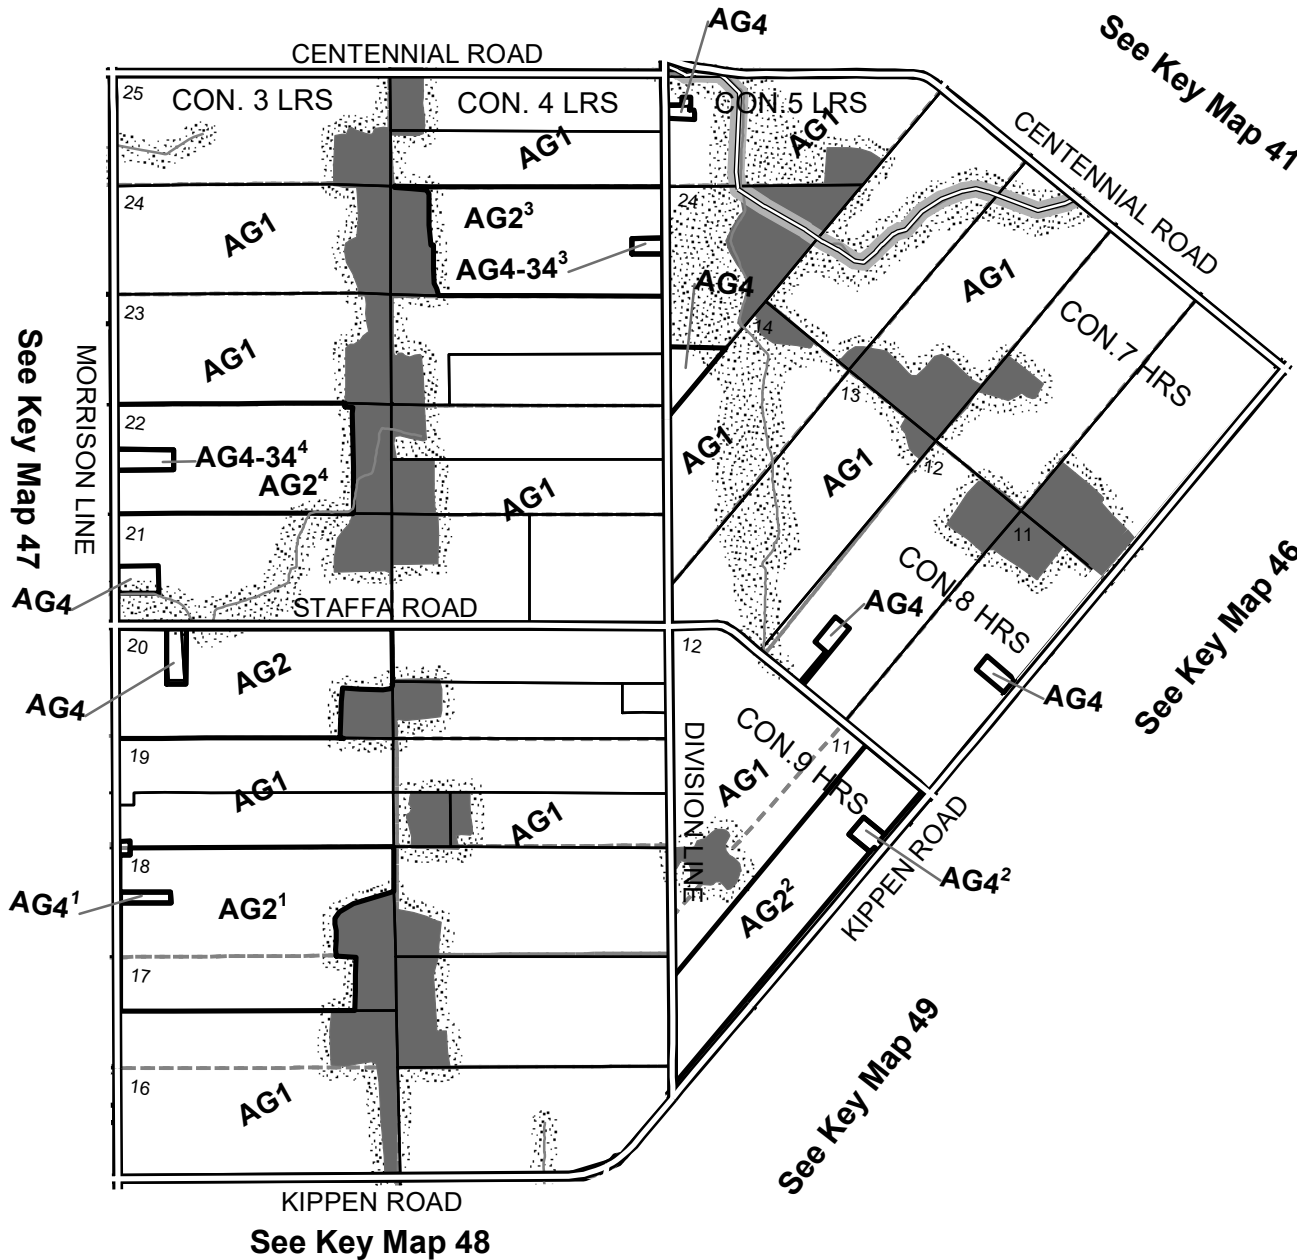 AG4
See Key Map 41
CENTENNIAL ROAD
25
CON. 3 LRS
CON. 4 LRS
CON.5 LRS
CENTENNIAL ROAD
AG1
AG1
24
AG1
AG2³
24
AG4-34³
AG4
AG1
23
AG1
14
CON.7 HRS
See Key Map 47
MORRISON LINE
13
22
AG4-34⁴
AG2⁴
AG1
AG1
AG1
12
21
11
AG4
STAFFA ROAD
CON.8 HRS
AG4
See Key Map 46
20
AG2
12
AG4
AG4
DIVISION LINE
CON.9 HRS
11
19
AG1
AG1
AG1
18
AG4¹
AG2¹
AG2²
AG4²
KIPPEN ROAD
17
16
AG1
See Key Map 49
KIPPEN ROAD
See Key Map 48